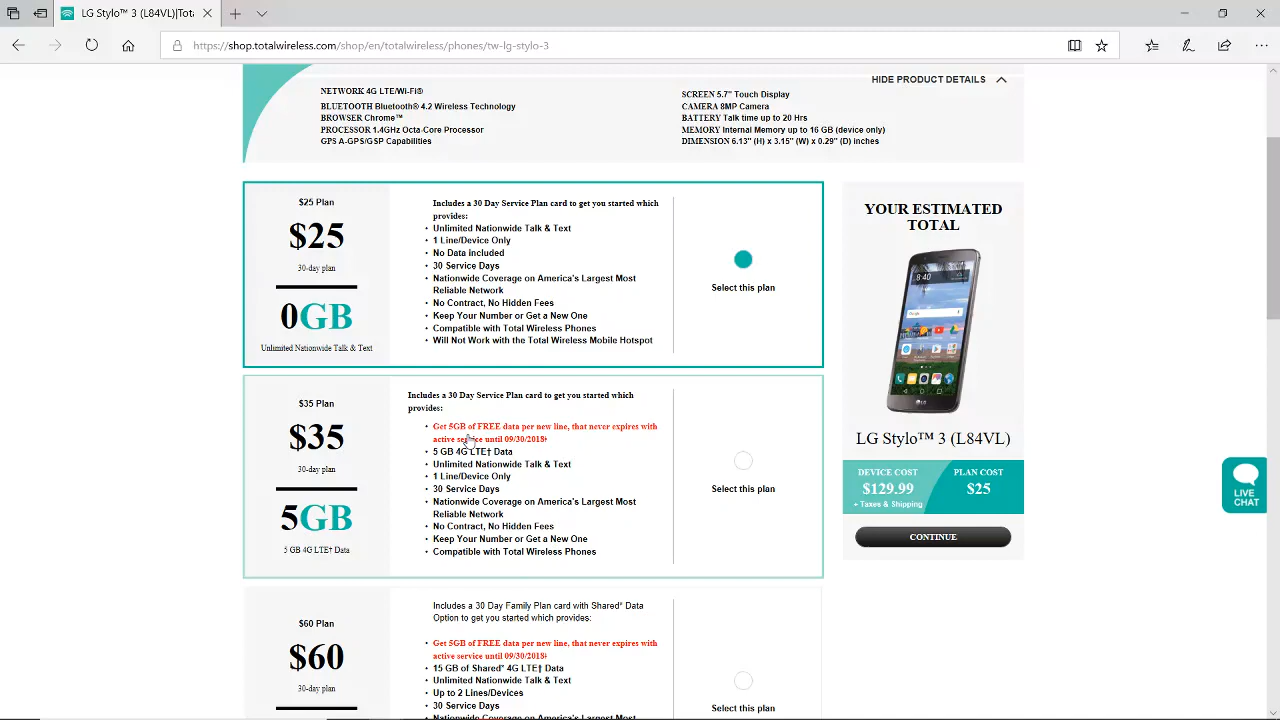 LG Stylo™ 3 (L84VL)|Tota
https://shop.totalwireless.com/shop/en/totalwireless/phones/tw-lg-stylo-3
HIDE PRODUCT DETAILS
NETWORK 4G LTE/Wi-Fi®
BLUETOOTH Bluetooth® 4.2 Wireless Technology
BROWSER Chrome™
PROCESSOR 1.4GHz Octa-Core Processor
GPS A-GPS/GSP Capabilities
SCREEN 5.7" Touch Display
CAMERA 8MP Camera
BATTERY Talk time up to 20 Hrs
MEMORY Internal Memory up to 16 GB (device only)
DIMENSION 6.13" (H) x 3.15" (W) x 0.29" (D) inches
$25 Plan
$25
30-day plan
0GB
Unlimited Nationwide Talk & Text
Includes a 30 Day Service Plan card to get you started which
provides:
• Unlimited Nationwide Talk & Text
• 1 Line/Device Only
• No Data included
• 30 Service Days
• Nationwide Coverage on America's Largest Most
Reliable Network
• No Contract, No Hidden Fees
• Keep Your Number or Get a New One
• Compatible with Total Wireless Phones
• Will Not Work with the Total Wireless Mobile Hotspot
Select this plan
$35 Plan
$35
30-day plan
5GB
5 GB 4G LTE† Data
Includes a 30 Day Service Plan card to get you started which
provides:
• Get 5GB of FREE data per new line, that never expires with
active service until 09/30/2018‡
• 5 GB 4G LTE† Data
• Unlimited Nationwide Talk & Text
• 1 Line/Device Only
• 30 Service Days
• Nationwide Coverage on America's Largest Most
Reliable Network
• No Contract, No Hidden Fees
• Keep Your Number or Get a New One
• Compatible with Total Wireless Phones
Select this plan
$60 Plan
$60
30-day plan
Includes a 30 Day Family Plan card with Shared* Data
Option to get you started which provides:
• Get 5GB of FREE data per new line, that never expires with
active service until 09/30/2018‡
• 15 GB of Shared* 4G LTE† Data
• Unlimited Nationwide Talk & Text
• Up to 2 Lines/Devices
• 30 Service Days
• Nationwide Coverage on America's Largest Most
Select this plan
YOUR ESTIMATED
TOTAL
8:40
Google
LG
LG Stylo™ 3 (L84VL)
DEVICE COST
$129.99
+ Taxes & Shipping
PLAN COST
$25
CONTINUE
LIVE
CHAT